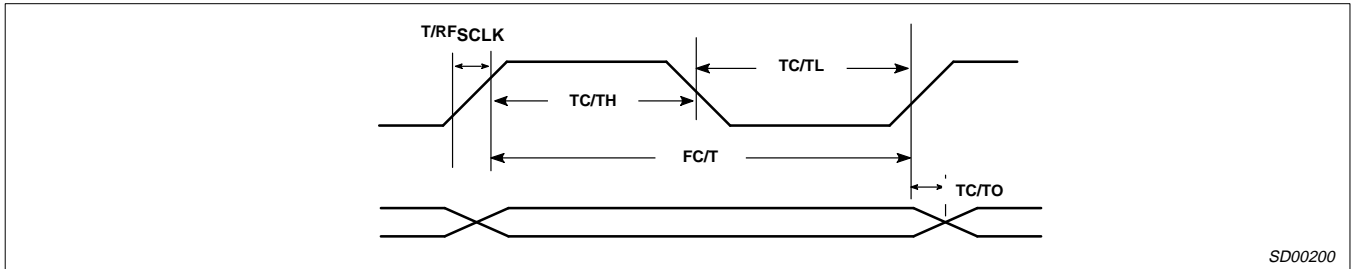 T/RFSCLK
TC/TL
TC/TH
FC/T
TC/TO
SD00200